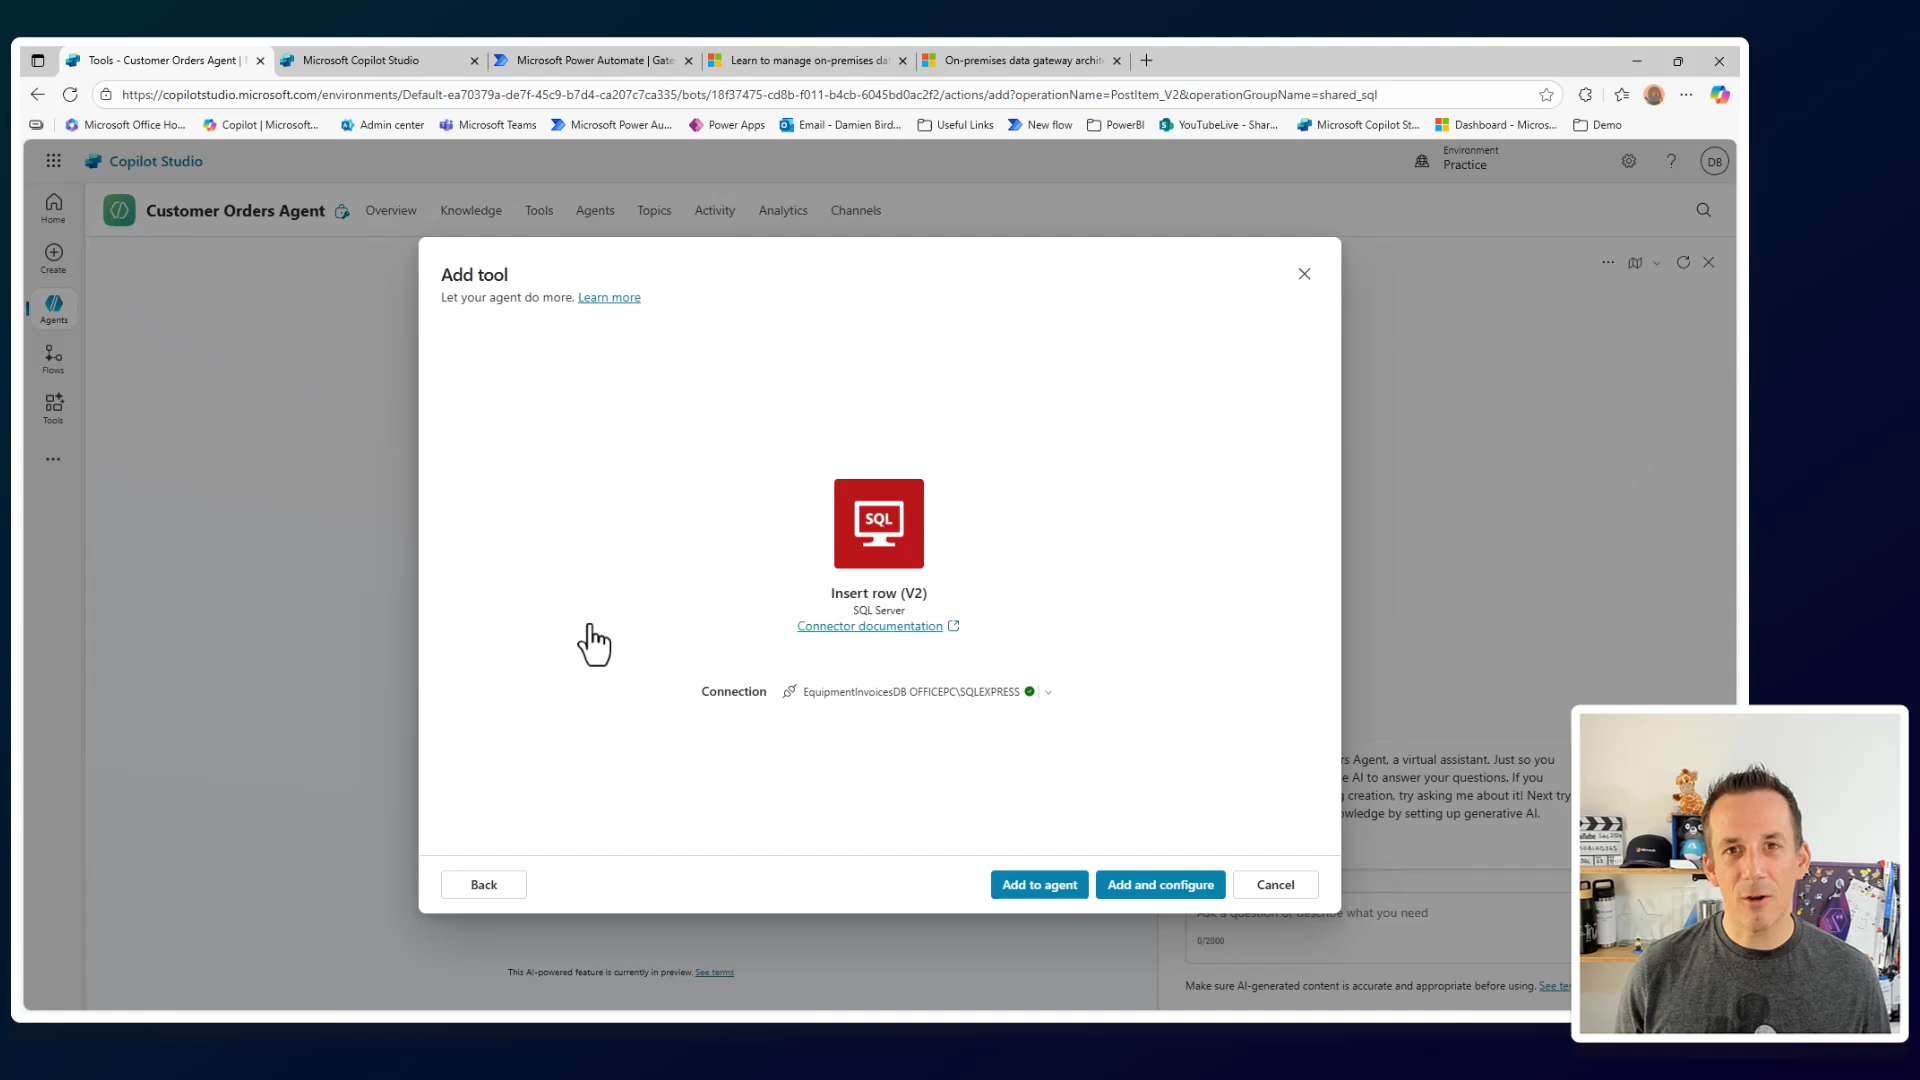 Tools - Customer Orders Agent |
Microsoft Copilot Studio
Microsoft Power Automate | Gate
Learn to manage on-premises da
On-premises data gateway archit
https://copilotstudio.microsoft.com/environments/Default-ea70379a-de7f-45c9-b7d4-ca207c7ca335/bots/18f37475-cd8b-f011-b4cb-6045bd0ac2f2/actions/add?operationName=PostItem_V2&operationGroupName=shared_sql
Microsoft Office Ho...
Copilot | Microsoft...
Admin center
Microsoft Teams
Microsoft Power Au...
Power Apps
Email - Damien Bird...
Useful Links
New flow
PowerBI
YouTubeLive - Shar...
Microsoft Copilot St...
Dashboard - Micros...
Demo
Copilot Studio
Environment
Practice
DB
Customer Orders Agent
Overview
Knowledge
Tools
Agents
Topics
Activity
Analytics
Channels
Home
Create
Agents
Flows
Tools
Add tool
Let your agent do more. Learn more
SQL
Insert row (V2)
SQL Server
Connector documentation
Connection
EquipmentInvoicesDB OFFICEPC\SQLEXPRESS
Back
Add to agent
Add and configure
Cancel
s Agent, a virtual assistant. Just so you
e AI to answer your questions. If you
creation, try asking me about it! Next try
wledge by setting up generative AI.
Ask a question or describe what you need
0/2000
This AI-powered feature is currently in preview. See terms
Make sure AI-generated content is accurate and appropriate before using. See te